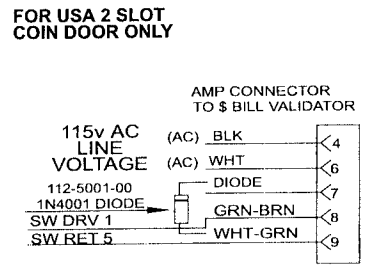 FOR USA 2 SLOT
COIN DOOR ONLY
AMP CONNECTOR
TO $ BILL VALIDATOR
115v AC
LINE
VOLTAGE
(AC) BLK 4
(AC) WHT 6
DIODE 7
112-5001-00
1N4001 DIODE
SW DRV 1
GRN-BRN 8
SW RET 5
WHT-GRN 9